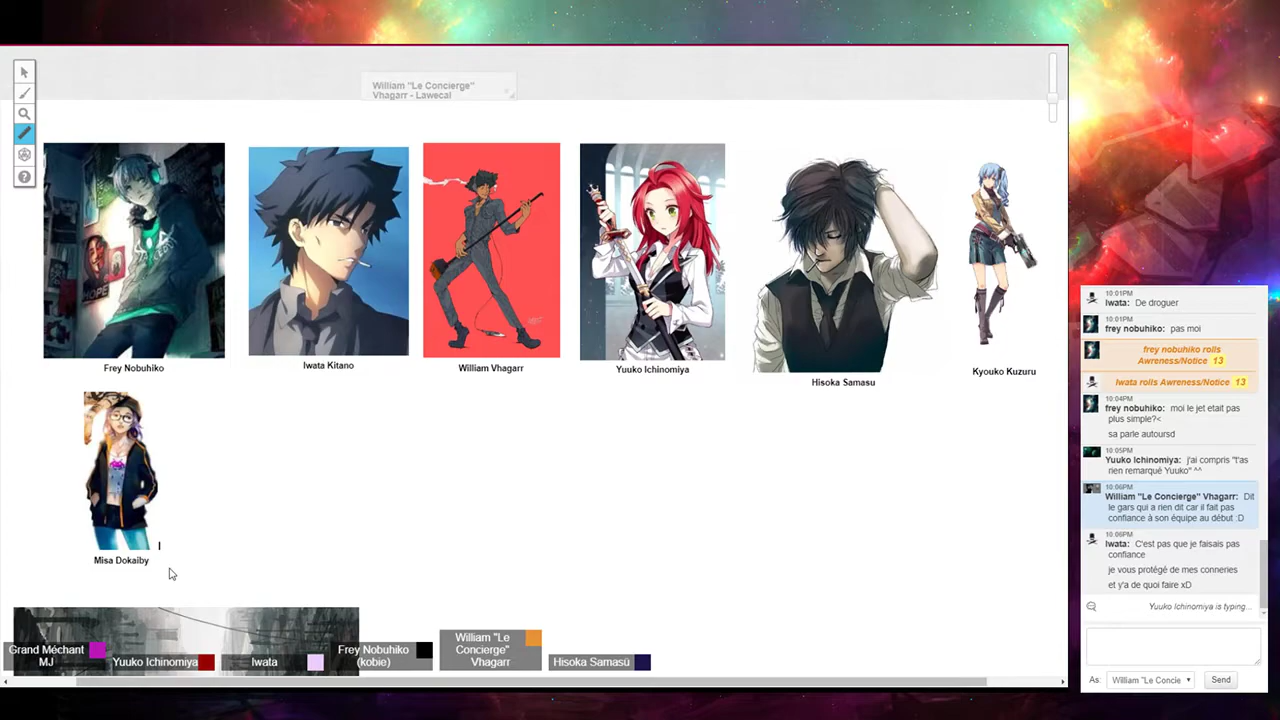 William "Le Concierge"
Vhagarr - Lawecal
HOPE
Frey Nobuhiko
Iwata Kitano
William Vhagarr
Yuuko Ichinomiya
Hisoka Samasu
Kyouko Kuzuru
Misa Dokaiby
Grand Méchant
MJ
Yuuko Ichinomiya
Iwata
Frey Nobuhiko
(kobie)
William "Le
Concierge"
Vhagarr
Hisoka Samasù
10:01PM
Iwata: De droguer
10:01PM
frey nobuhiko: pas moi
frey nobuhiko rolls
Awreness/Notice 13
Iwata rolls Awreness/Notice 13
10:04PM
frey nobuhiko: moi le jet etait pas
plus simple?<
sa parle autoursd
10:05PM
Yuuko Ichinomiya: j'ai compris "t'as
rien remarqué Yuuko" ^^
10:06PM
William "Le Concierge" Vhagarr: Dit
le gars qui a rien dit car il fait pas
confiance à son équipe au début :D
10:06PM
Iwata: C'est pas que je faisais pas
confiance
je vous protégé de mes conneries
et y'a de quoi faire xD
Yuuko Ichinomiya is typing...
As: William "Le Concie
Send